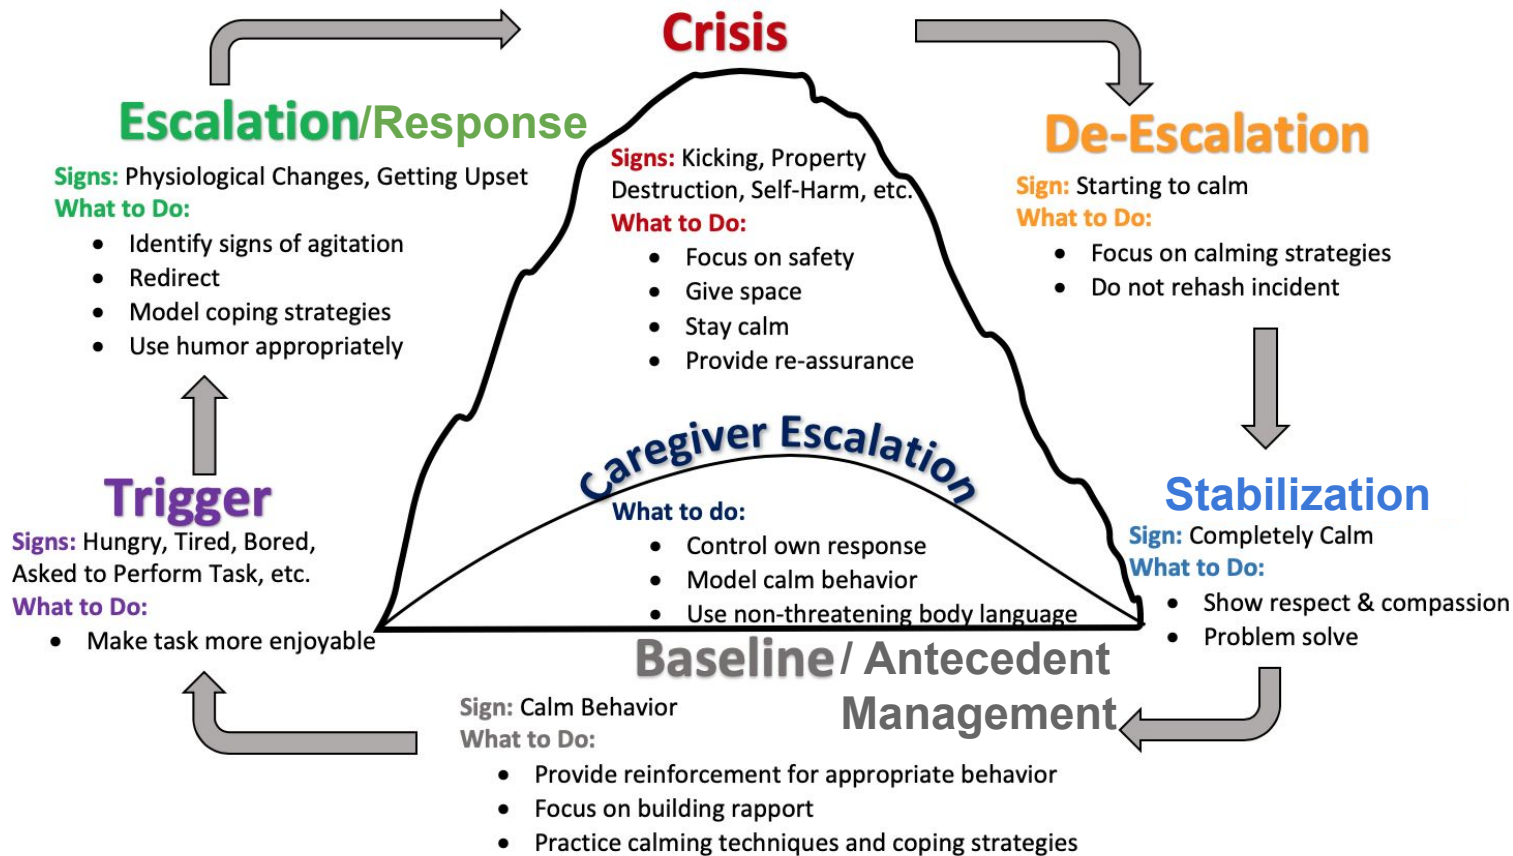 Crisis
Signs: Kicking, Property
Destruction, Self-Harm, etc.
What to Do:
• Focus on safety
• Give space
• Stay calm
• Provide re-assurance
Escalation/Response
Signs: Physiological Changes, Getting Upset
What to Do:
• Identify signs of agitation
• Redirect
• Model coping strategies
• Use humor appropriately
De-Escalation
Sign: Starting to calm
What to Do:
• Focus on calming strategies
• Do not rehash incident
Caregiver Escalation
What to do:
• Control own response
• Model calm behavior
• Use non-threatening body language
Trigger
Signs: Hungry, Tired, Bored,
Asked to Perform Task, etc.
What to Do:
• Make task more enjoyable
Stabilization
Sign: Completely Calm
What to Do:
• Show respect & compassion
• Problem solve
Baseline / Antecedent
Management
Sign: Calm Behavior
What to Do:
• Provide reinforcement for appropriate behavior
• Focus on building rapport
• Practice calming techniques and coping strategies